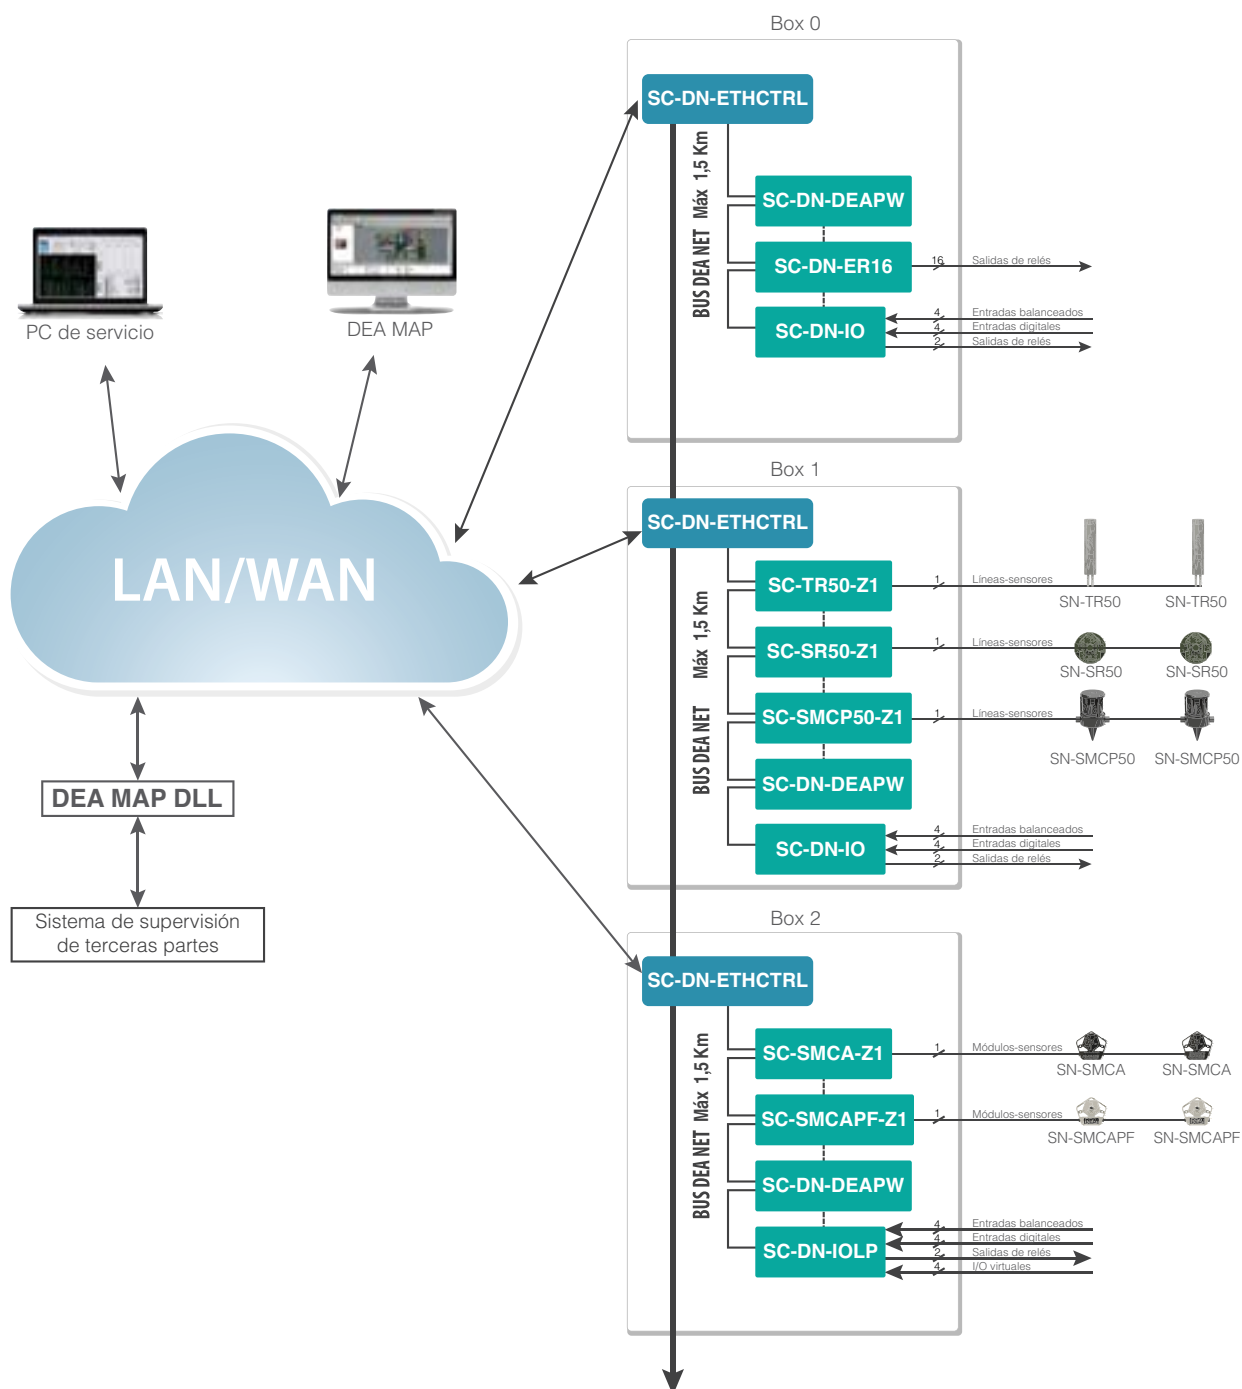 Box 0
SC-DN-ETHCTRL
BUS DEA NET Máx 1,5 Km
SC-DN-DEAPW
SC-DN-ER16
16 Salidas de relés
SC-DN-IO
4 Entradas balanceados
4 Entradas digitales
2 Salidas de relés
PC de servicio
DEA MAP
LAN/WAN
DEA MAP DLL
Sistema de supervisión
de terceras partes
Box 1
SC-DN-ETHCTRL
BUS DEA NET Máx 1,5 Km
SC-TR50-Z1
1 Líneas-sensores
SN-TR50 SN-TR50
SC-SR50-Z1
1 Líneas-sensores
SN-SR50 SN-SR50
SC-SMCP50-Z1
1 Líneas-sensores
SN-SMCP50 SN-SMCP50
SC-DN-DEAPW
SC-DN-IO
4 Entradas balanceados
4 Entradas digitales
2 Salidas de relés
Box 2
SC-DN-ETHCTRL
BUS DEA NET Máx 1,5 Km
SC-SMCA-Z1
1 Módulos-sensores
SN-SMCA SN-SMCA
SC-SMCAPF-Z1
1 Módulos-sensores
SN-SMCAPF SN-SMCAPF
SC-DN-DEAPW
SC-DN-IOLP
4 Entradas balanceados
4 Entradas digitales
2 Salidas de relés
4 I/O virtuales